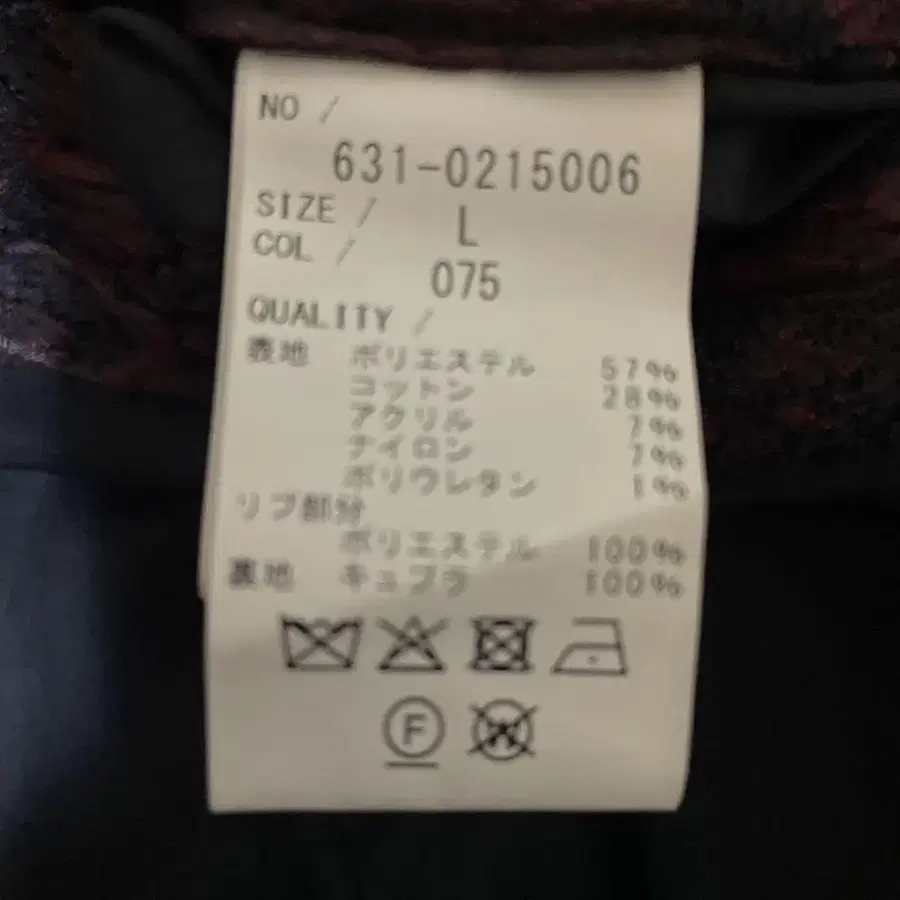 NO /
631-0215006
SIZE / L
COL / 075
QUALITY /
表地 ポリエステル 57%
コットン 28%
アクリル 7%
ナイロン 7%
ポリウレタン 1%
リブ部分
ポリエステル 100%
裏地 キュプラ 100%
F W